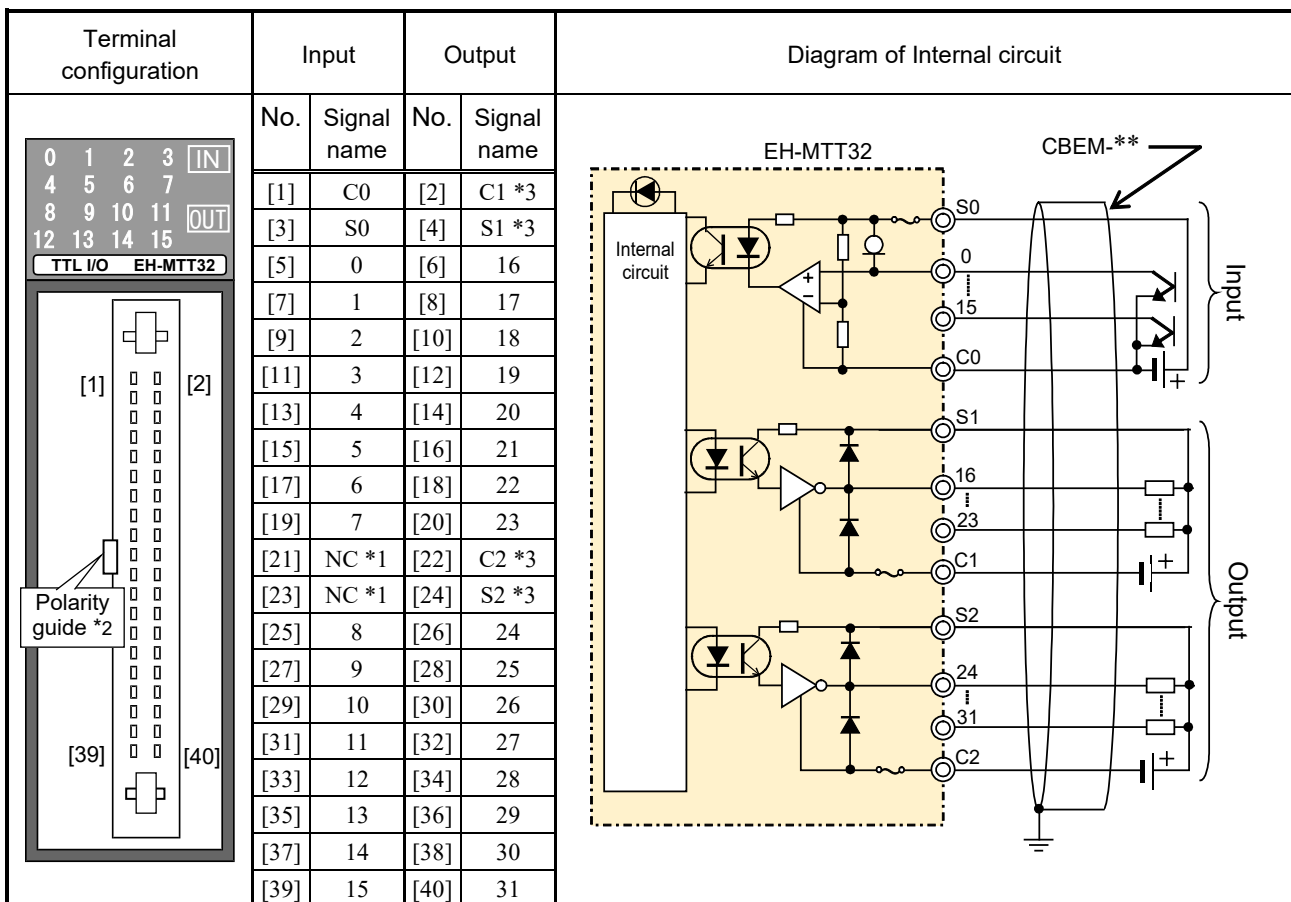 Terminal configuration Input Output Diagram of Internal circuit
No. Signal name No. Signal name
[1] C0 [2] C1 *3
[3] S0 [4] S1 *3
[5] 0 [6] 16
[7] 1 [8] 17
[9] 2 [10] 18
[11] 3 [12] 19
[13] 4 [14] 20
[15] 5 [16] 21
[17] 6 [18] 22
[19] 7 [20] 23
[21] NC *1 [22] C2 *3
[23] NC *1 [24] S2 *3
[25] 8 [26] 24
[27] 9 [28] 25
[29] 10 [30] 26
[31] 11 [32] 27
[33] 12 [34] 28
[35] 13 [36] 29
[37] 14 [38] 30
[39] 15 [40] 31
0 1 2 3 IN
4 5 6 7
8 9 10 11 OUT
12 13 14 15
TTL I/O EH-MTT32
[1] [2]
Polarity
guide *2
[39] [40]
EH-MTT32
CBEM-**
Internal
circuit
+
−
S0
0
15
C0
+
Input
S1
16
23
C1
+
S2
24
31
C2
+
Output